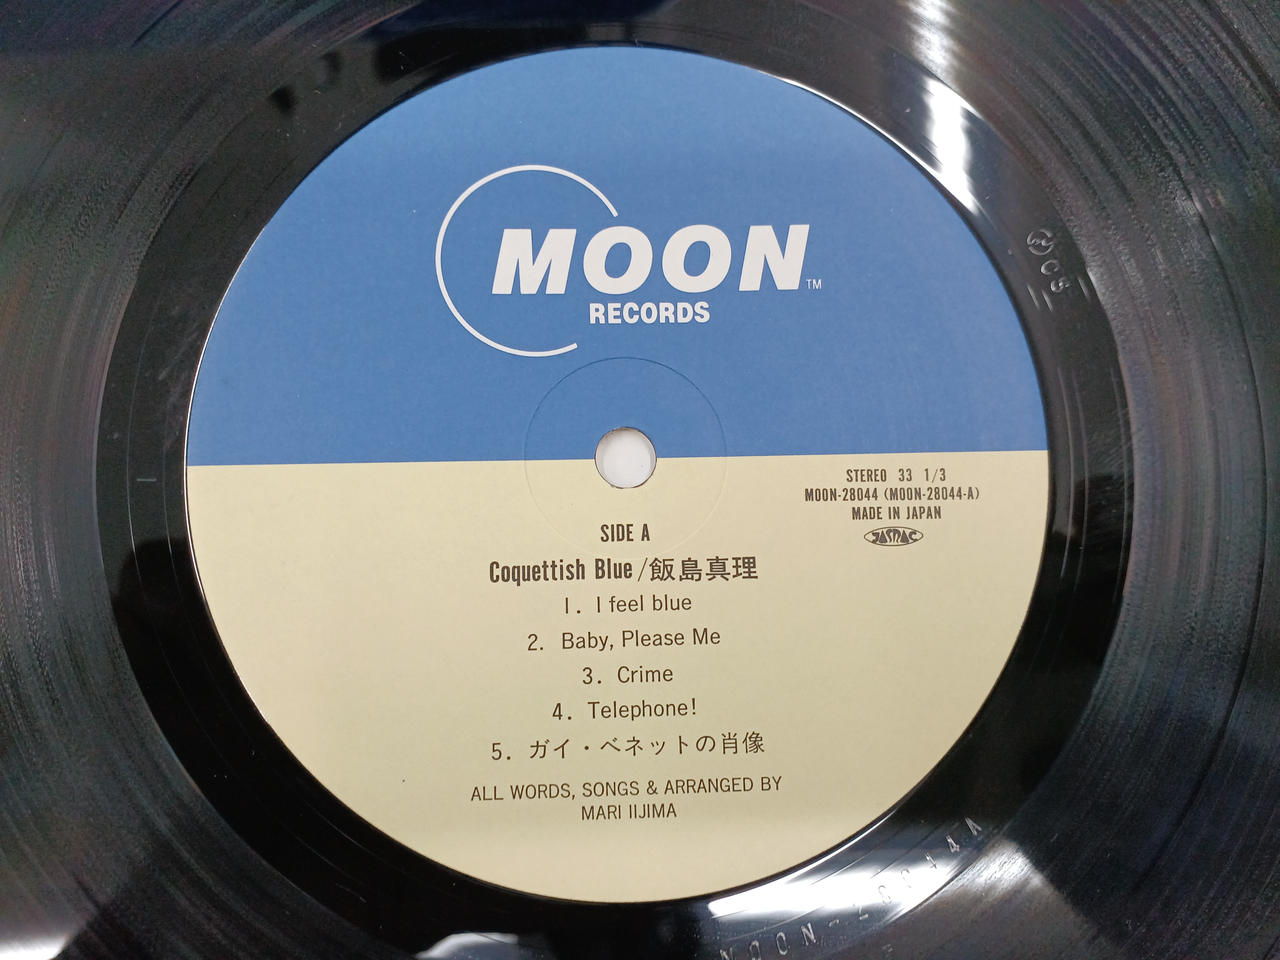 MOON™
RECORDS
STEREO 33 1/3
MOON-28044 (MOON-28044-A)
MADE IN JAPAN
JASRAC
SIDE A
Coquettish Blue/飯島真理
1. I feel blue
2. Baby, Please Me
3. Crime
4. Telephone!
5. ガイ・ベネットの肖像
ALL WORDS, SONGS & ARRANGED BY
MARI IIJIMA
MOON-28044A